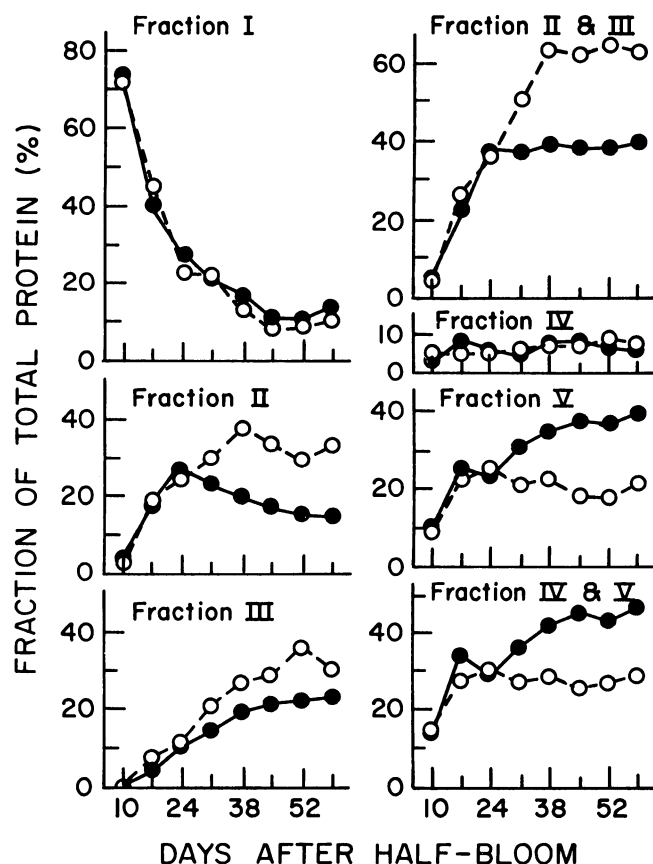 FRACTION OF TOTAL PROTEIN (%)
Fraction I
80
60
40
20
0
Fraction II
40
20
0
Fraction III
40
20
0
10 24 38 52
Fraction II & III
60
40
20
0
Fraction IV
10
0
Fraction V
40
20
0
Fraction IV & V
40
20
0
10 24 38 52
DAYS AFTER HALF-BLOOM